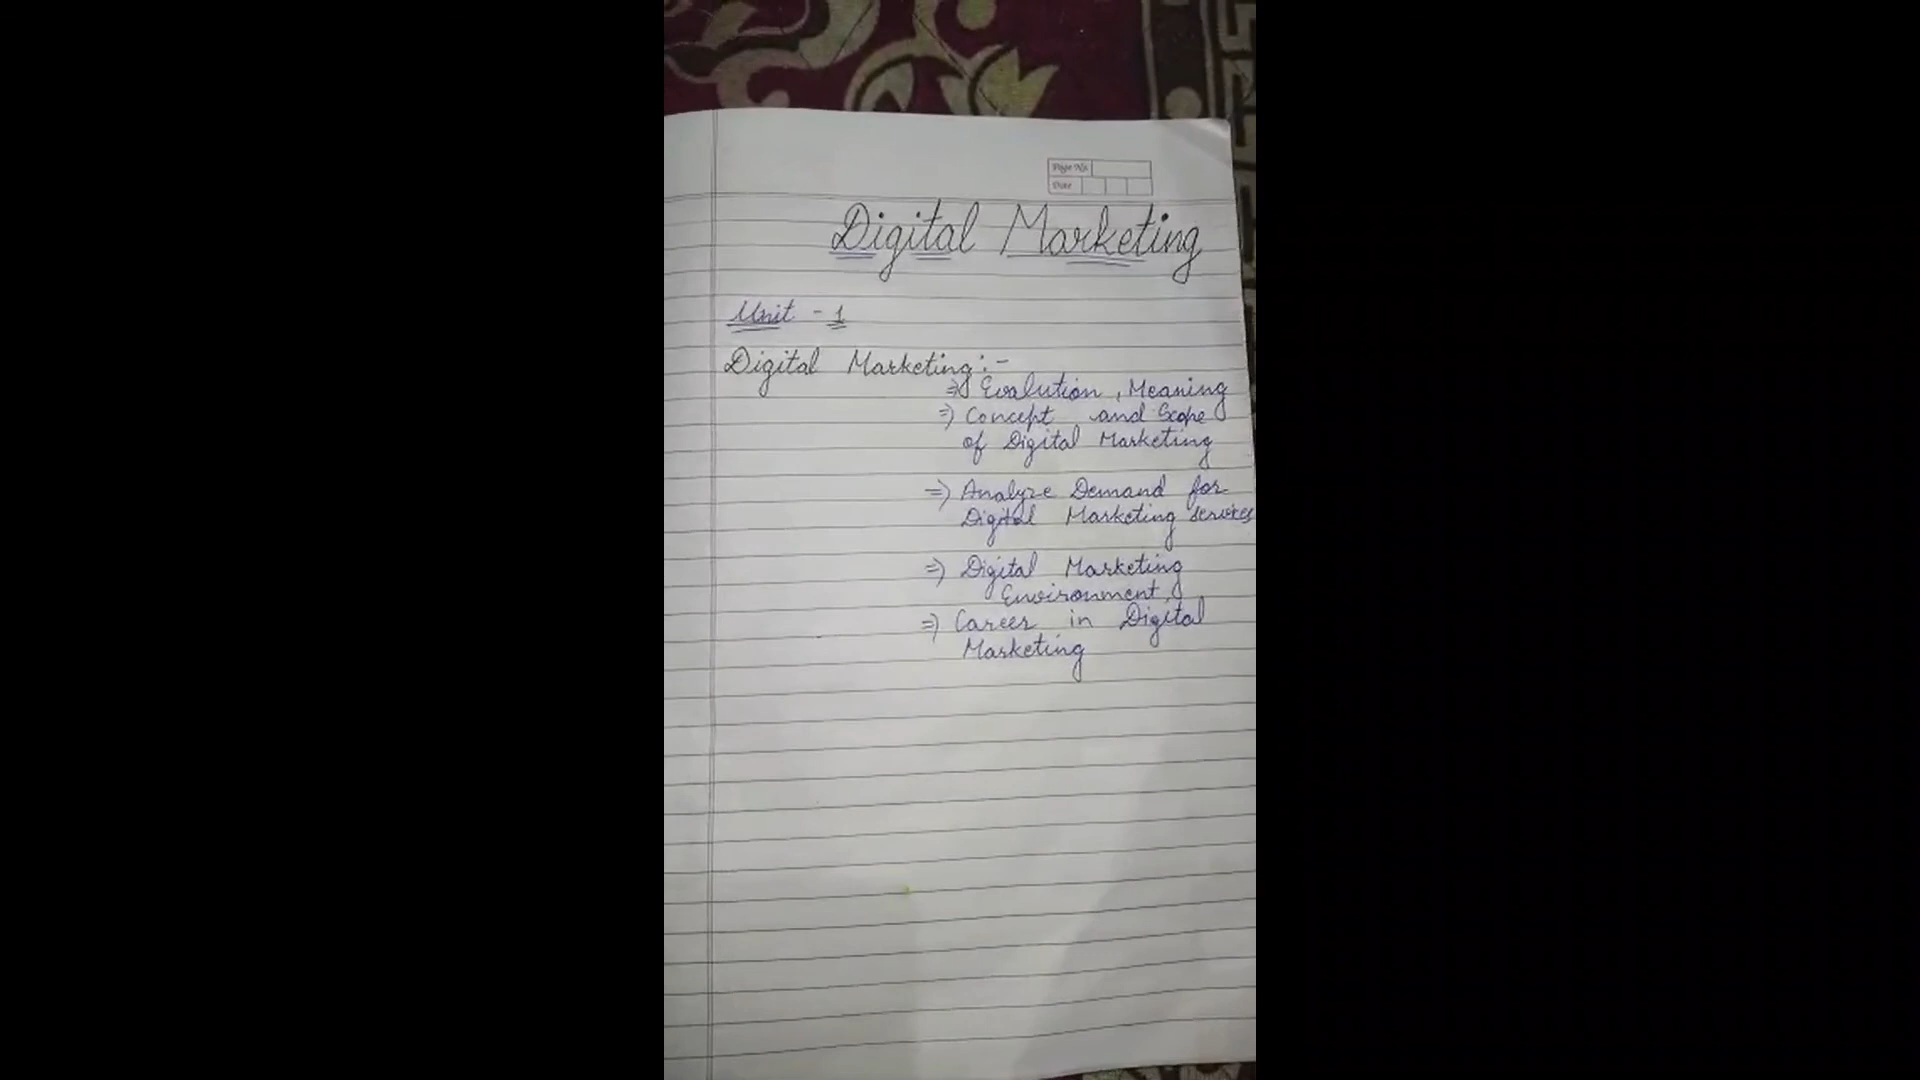 Page No.
Date
Digital Marketing
Unit - 1
Digital Marketing:-
⇒ Evalution, Meaning
⇒ Concept and Scope
of Digital Marketing
⇒ Analyze Demand for
Digital Marketing services
⇒ Digital Marketing
Environment,
⇒ Career in Digital
Marketing